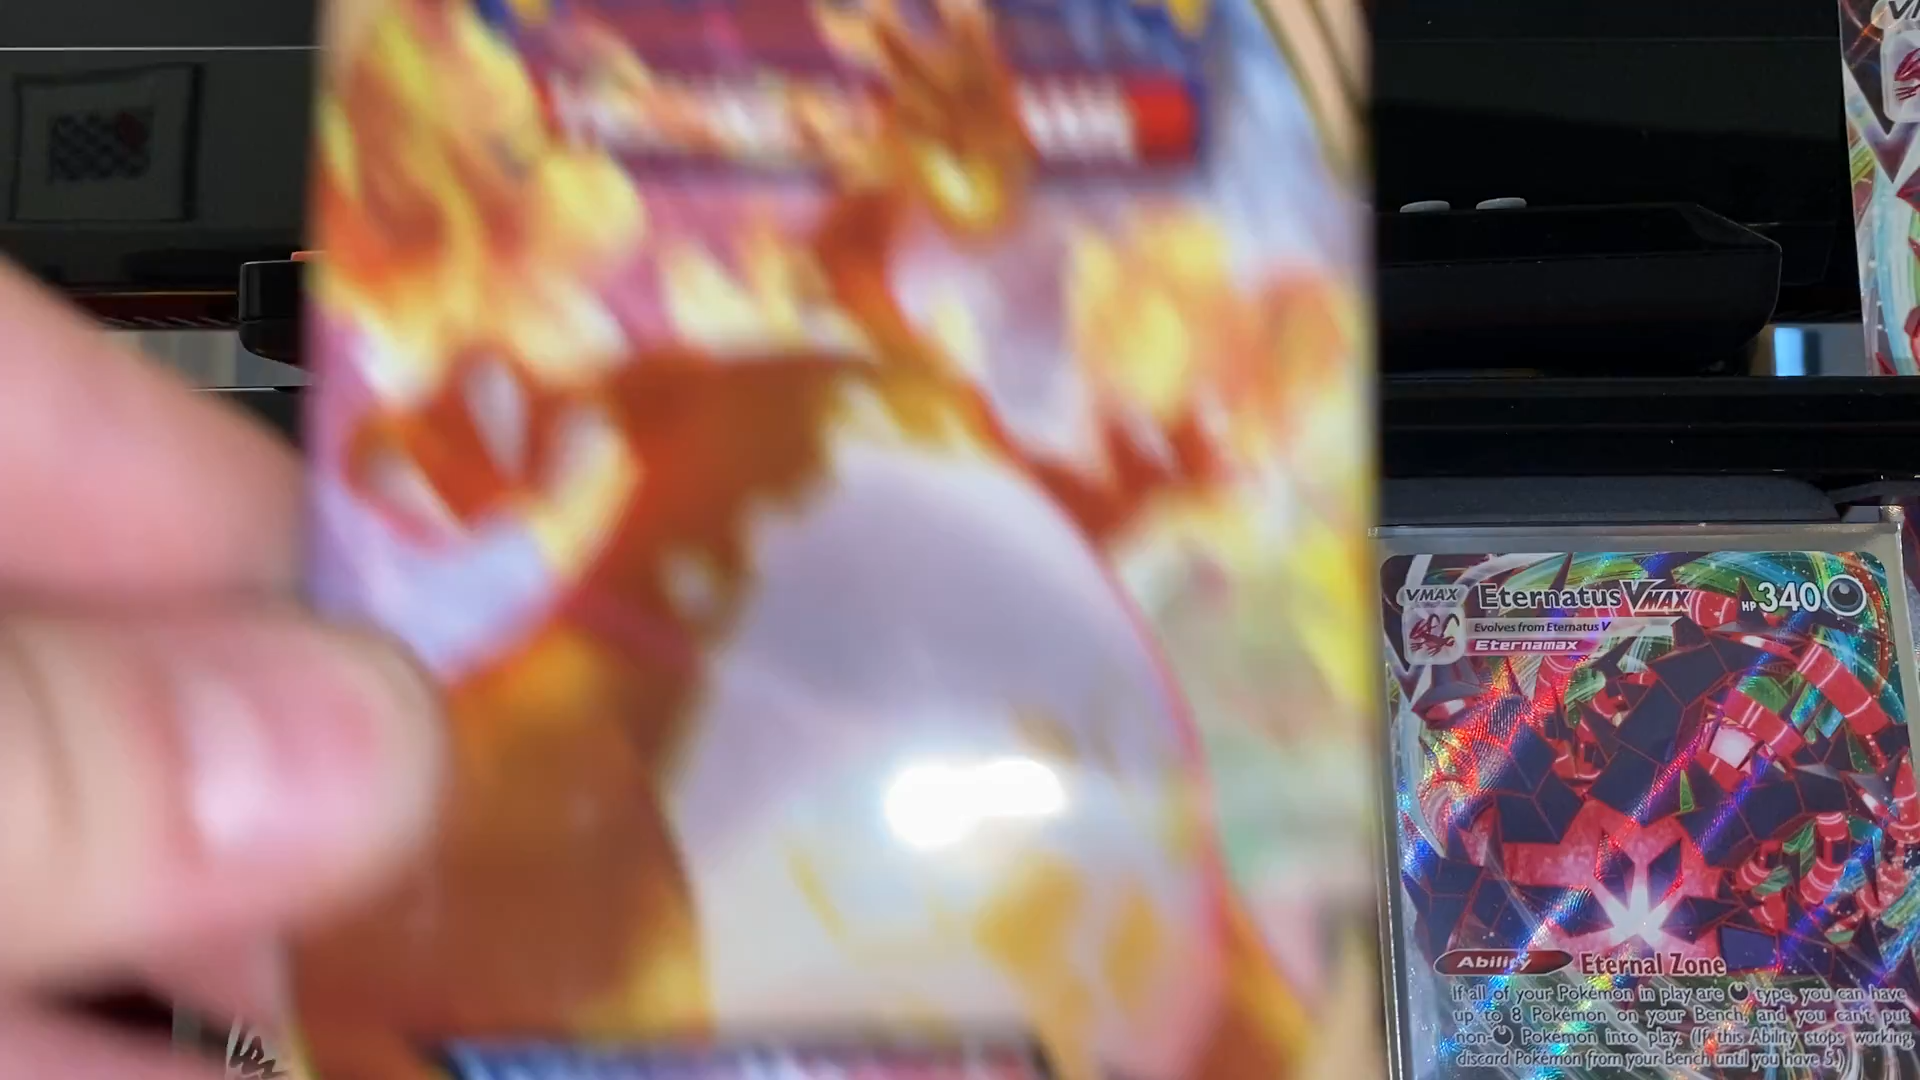 VMAX Eternatus VMAX HP 340
Evolves from Eternatus V
Eternamax
Ability Eternal Zone
If all of your Pokémon in play are type, you can have
up to 8 Pokémon on your Bench, and you can't put
non- Pokémon into play. (If this Ability stops working,
discard Pokémon from your Bench until you have 5.)